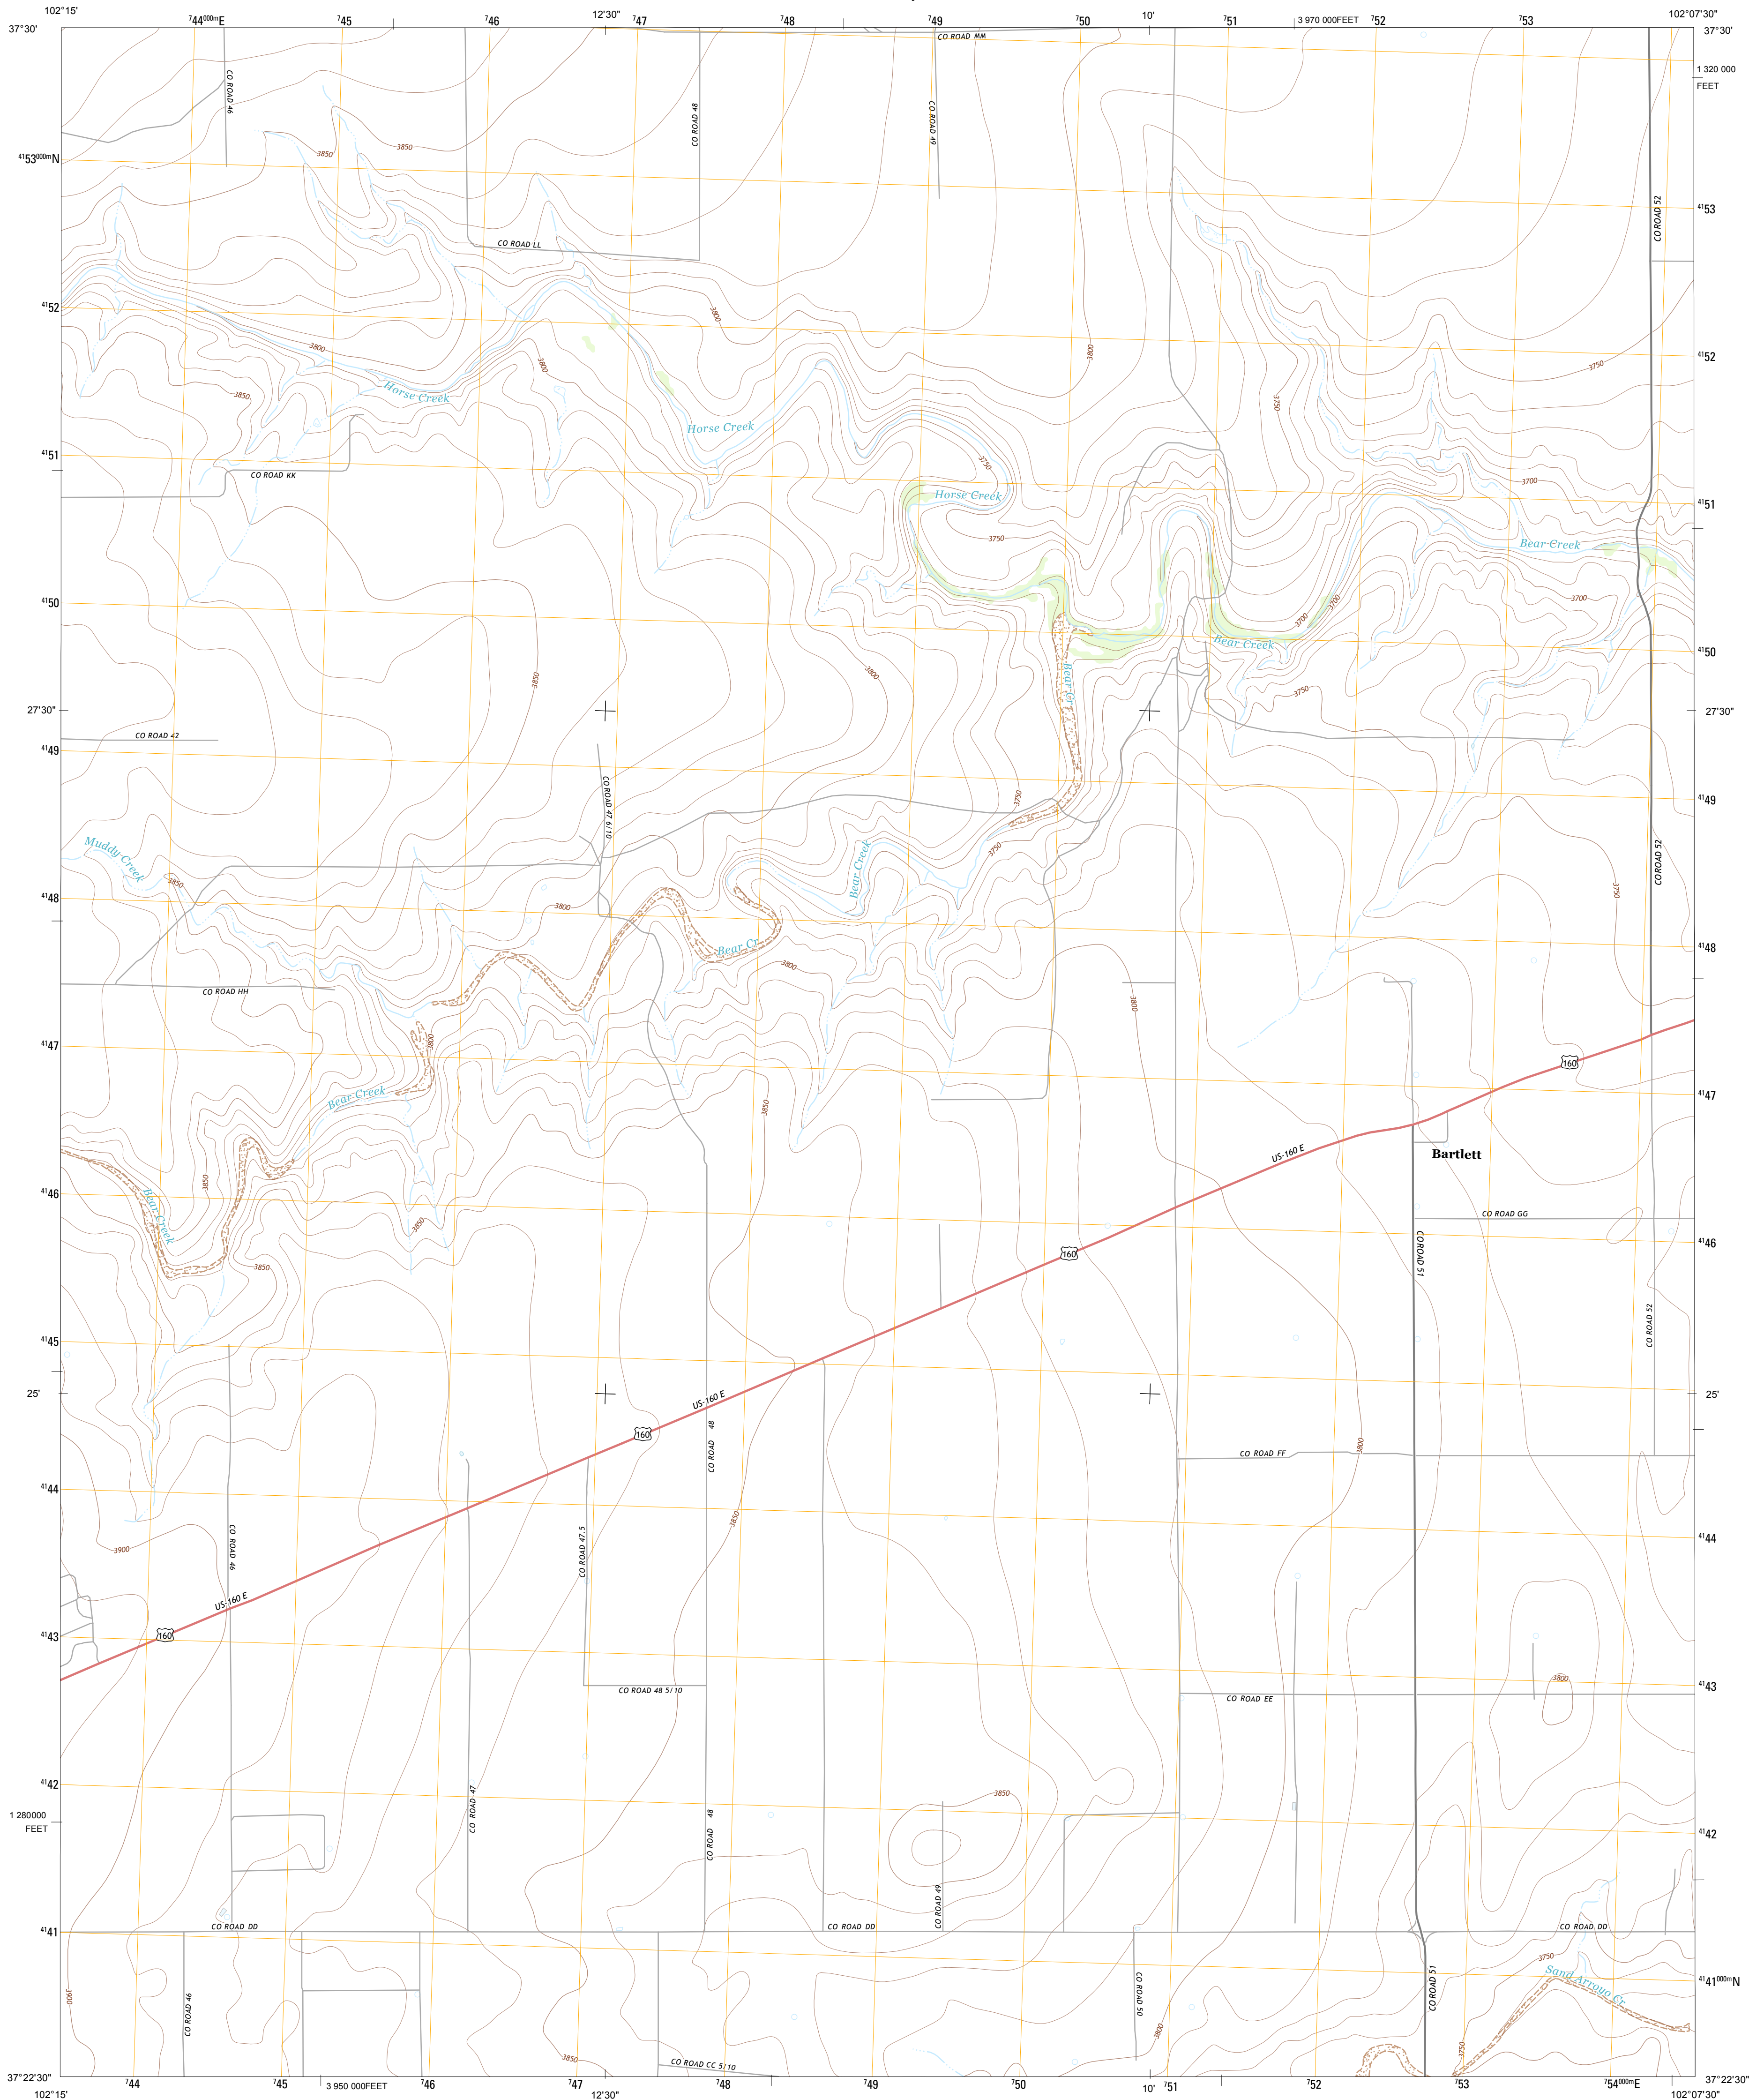 102°15'
⁷44⁰⁰⁰ᵐE
⁷45
⁷46
12'30"
⁷47
⁷48
⁷49
⁷50
10'
⁷51
3 970 000FEET
⁷52
⁷53
102°07'30"
37°30'
37°30'
CO ROAD MM
1 320 000
FEET
CO ROAD 46
CO ROAD 48
CO ROAD 49
3850
3850
⁴¹53⁰⁰⁰ᵐN
⁴¹53
CO ROAD 52
CO ROAD LL
⁴¹52
3800
3800
3800
⁴¹52
3800
3750
3750
3850
Horse Creek
Horse Creek
⁴¹51
CO ROAD KK
3750
Horse Creek
3700
⁴¹51
3750
Bear Creek
⁴¹50
3700
3700
3700
Bear Creek
⁴¹50
3850
3800
Bear Cr
3750
27'30"
27'30"
CO ROAD 42
⁴¹49
CO ROAD 47 6/10
3750
⁴¹49
Muddy Creek
3850
Bear Creek
3750
CO ROAD 52
3750
⁴¹48
3800
Bear Cr
3800
⁴¹48
CO ROAD HH
3800
⁴¹47
3800
160
Bear Creek
3850
⁴¹47
US-160 E
Bartlett
3850
⁴¹46
Bear Creek
3850
CO ROAD GG
160
CO ROAD 51
⁴¹46
3850
⁴¹45
CO ROAD 52
⁴¹45
25'
25'
US-160 E
160
CO ROAD 48
CO ROAD FF
3800
⁴¹44
3850
⁴¹44
3900
CO ROAD 46
CO ROAD 47.5
US-160 E
160
⁴¹43
3800
CO ROAD 48 5/10
CO ROAD EE
⁴¹43
⁴¹42
3850
1 280000
FEET
CO ROAD 47
CO ROAD 48
⁴¹42
CO ROAD 49
⁴¹41
CO ROAD DD
CO ROAD DD
CO ROAD DD
3750
Sand Arroyo Cr
⁴¹41⁰⁰⁰ᵐN
3900
CO ROAD 46
CO ROAD 50
CO ROAD 51
3800
3750
3850
CO ROAD CC 5/10
37°22'30"
37°22'30"
102°15'
⁷44
⁷45
3 950 000FEET
⁷46
⁷47
12'30"
⁷48
⁷49
⁷50
10'
⁷51
⁷52
⁷53
⁷54⁰⁰⁰ᵐE
102°07'30"